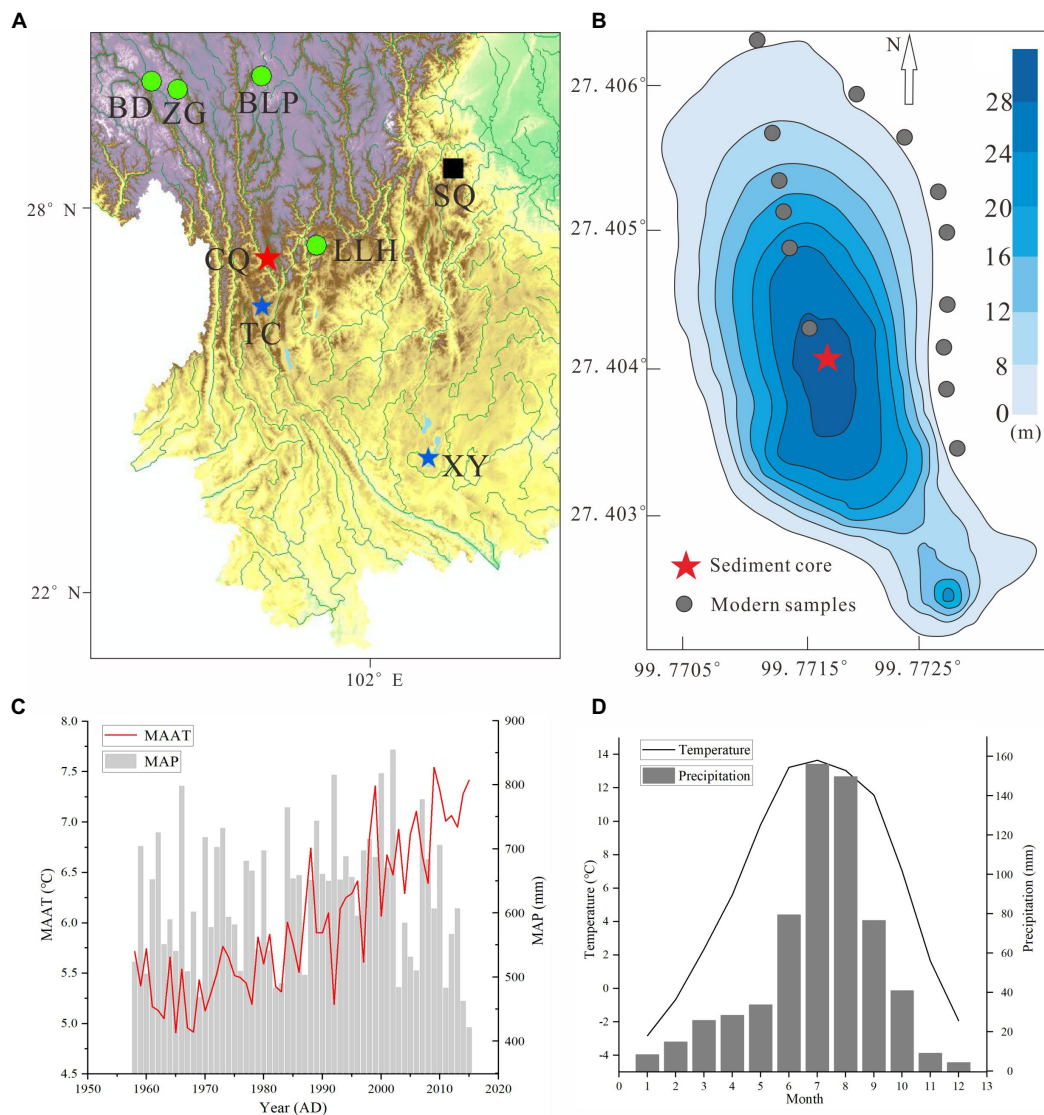 A
BD
ZG
BLP
SQ
28° N
CQ
LLH
TC
XY
22° N
102° E
B
N
27.406°
27.405°
27.404°
27.403°
28
24
20
16
12
8
0
(m)
Sediment core
Modern samples
99.7705°
99.7715°
99.7725°
C
MAAT
MAP
8.0
7.5
7.0
6.5
6.0
5.5
5.0
4.5
MAAT (℃)
900
800
700
600
500
400
MAP (mm)
1950
1960
1970
1980
1990
2000
2010
2020
Year (AD)
D
Temperature
Precipitation
14
12
10
8
6
4
2
0
-2
-4
Temperature (℃)
160
140
120
100
80
60
40
20
0
Precipitation (mm)
0
1
2
3
4
5
6
7
8
9
10
11
12
13
Month